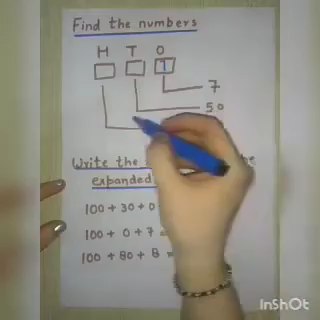 Find the numbers
H T O
7
7
50
Write the
expanded
100 + 30 + 0
100 + 0 + 7 =
100 + 80 + 8 =
InShOt